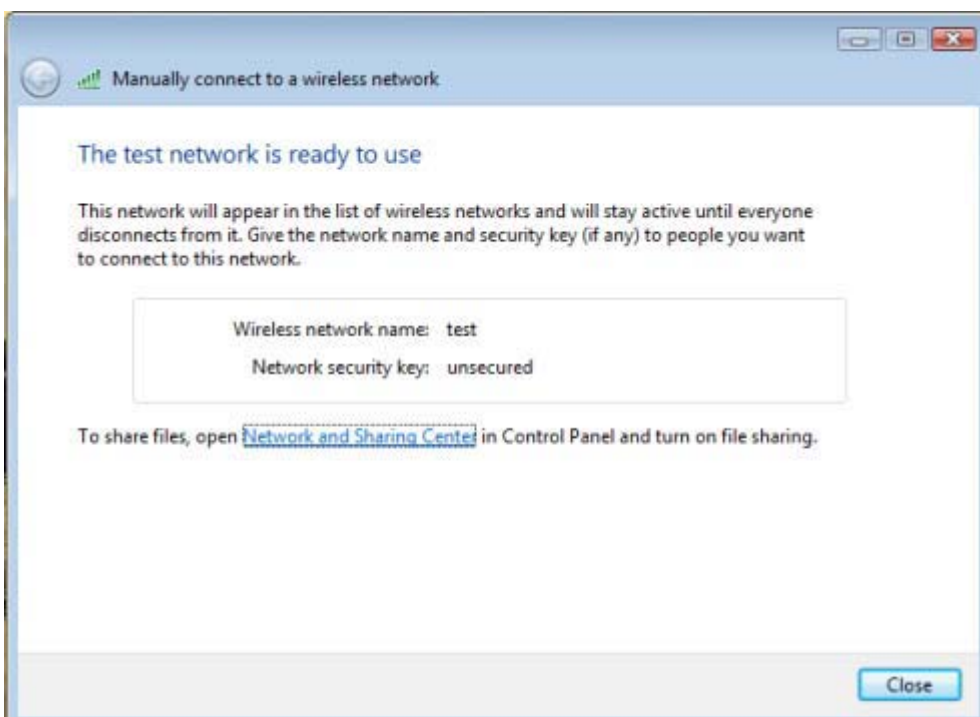 Manually connect to a wireless network
The test network is ready to use
This network will appear in the list of wireless networks and will stay active until everyone
disconnects from it. Give the network name and security key (if any) to people you want
to connect to this network.
Wireless network name: test
Network security key: unsecured
To share files, open Network and Sharing Center in Control Panel and turn on file sharing.
Close